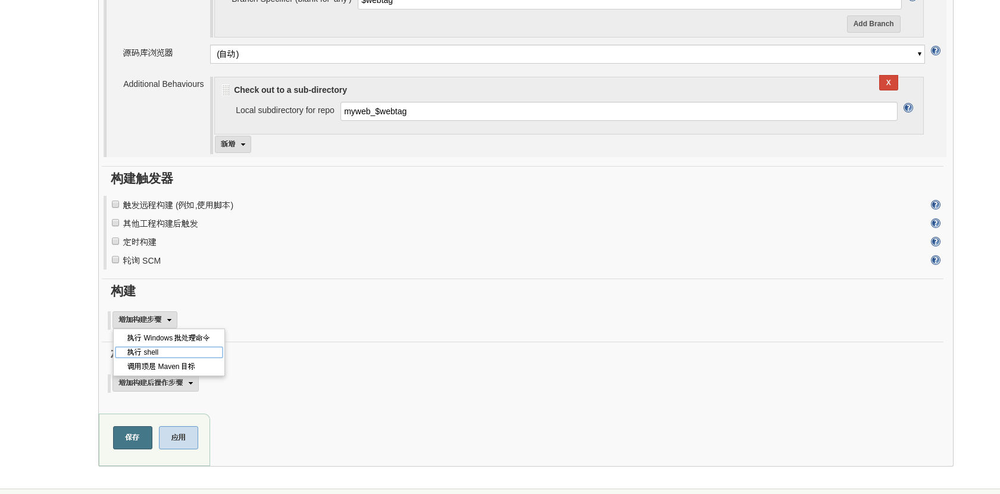 Branch Specifier (blank for 'any')
$webtag
Add Branch
源码库浏览器
(自动)
Additional Behaviours
X
Check out to a sub-directory
Local subdirectory for repo
myweb_$webtag
新增
构建触发器
触发远程构建 (例如,使用脚本)
其他工程构建后触发
定时构建
轮询 SCM
构建
增加构建步骤
执行 Windows 批处理命令
执行 shell
调用顶层 Maven 目标
增加构建后操作步骤
保存
应用